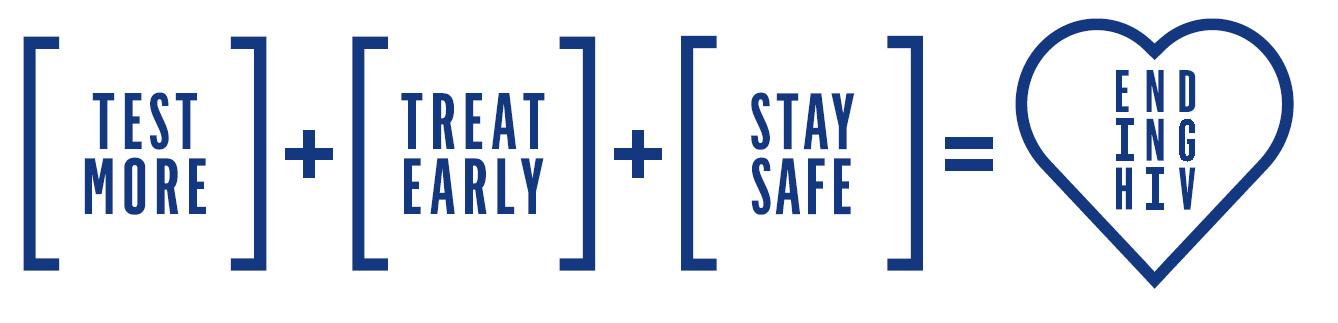 [ TEST
MORE ] + [ TREAT
EARLY ] + [ STAY
SAFE ] =
END
ING
HIV